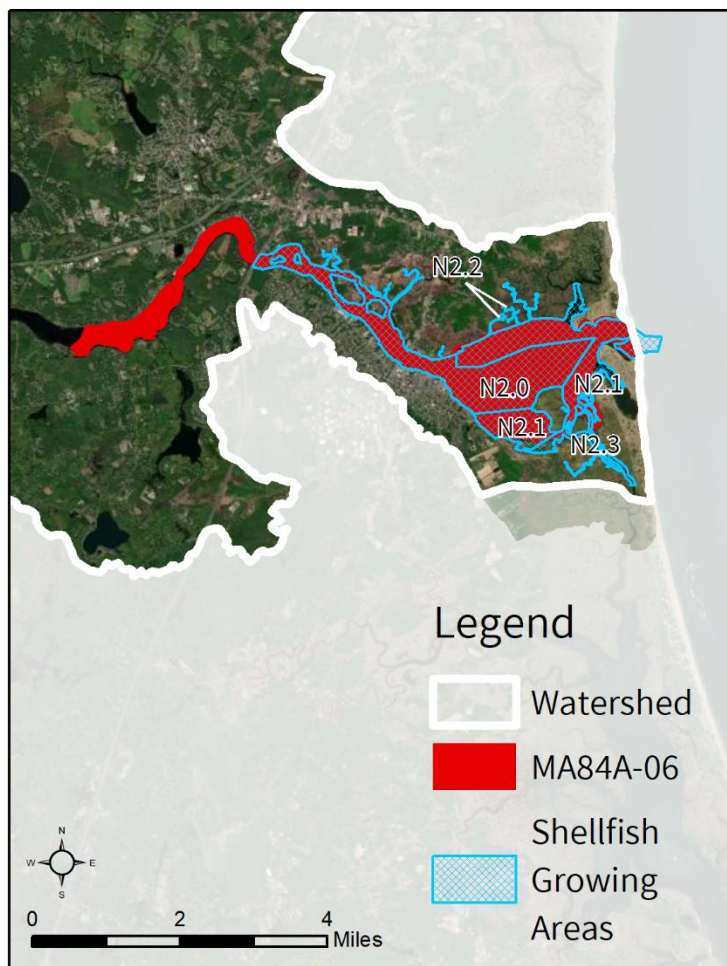 N2.2
N2.1
N2.0
N2.1
N2.3
Legend
Watershed
MA84A-06
Shellfish
Growing
Areas
N
W E
S
0 2 4
Miles